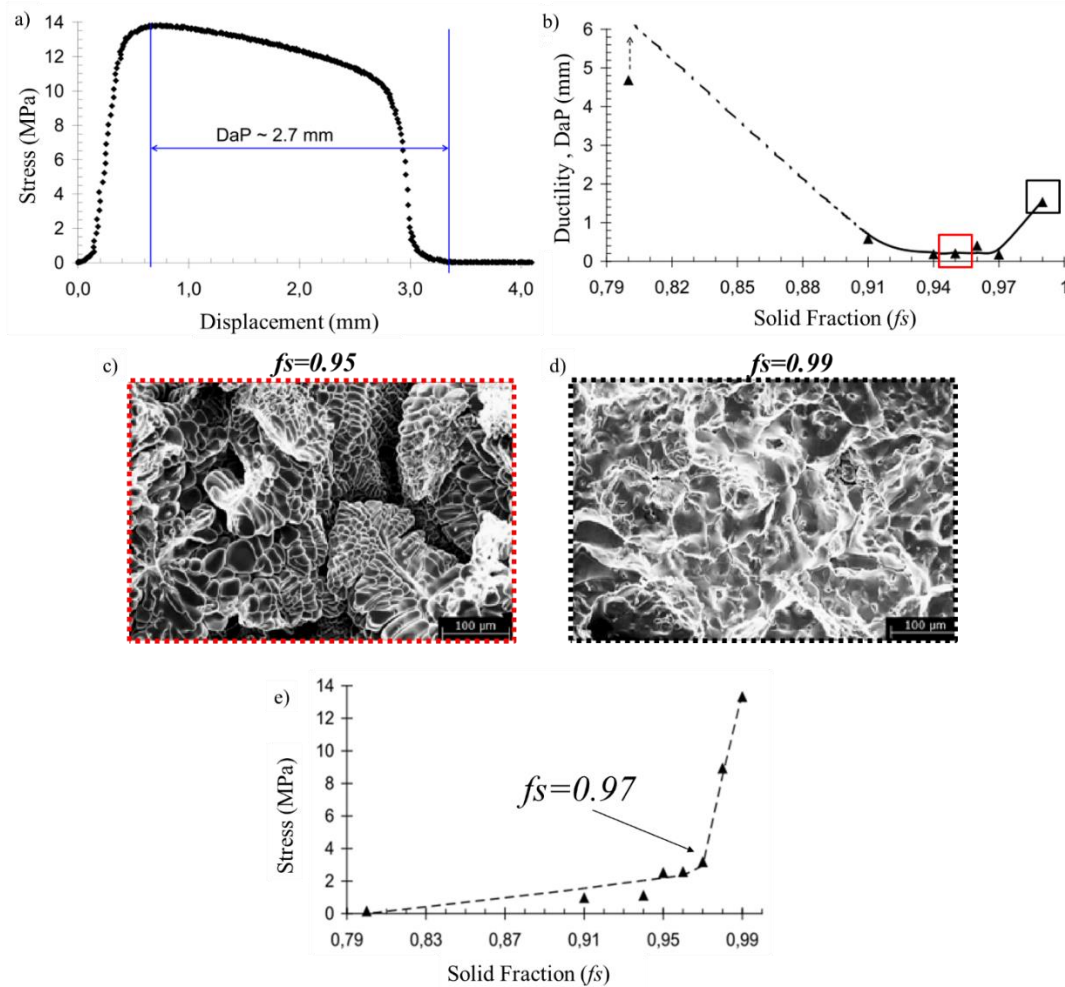 a)
14
12
10
8
6
4
2
0
Stress (MPa)
DaP ~ 2.7 mm
0,0
1,0
2,0
3,0
4,0
Displacement (mm)
b)
6
5
4
3
2
1
0
Ductility , DaP (mm)
0,79
0,82
0,85
0,88
0,91
0,94
0,97
1
Solid Fraction (fs)
c)
fs=0.95
100 µm
d)
fs=0.99
100 µm
e)
14
12
10
8
6
4
2
0
Stress (MPa)
fs=0.97
0,79
0,83
0,87
0,91
0,95
0,99
Solid Fraction (fs)